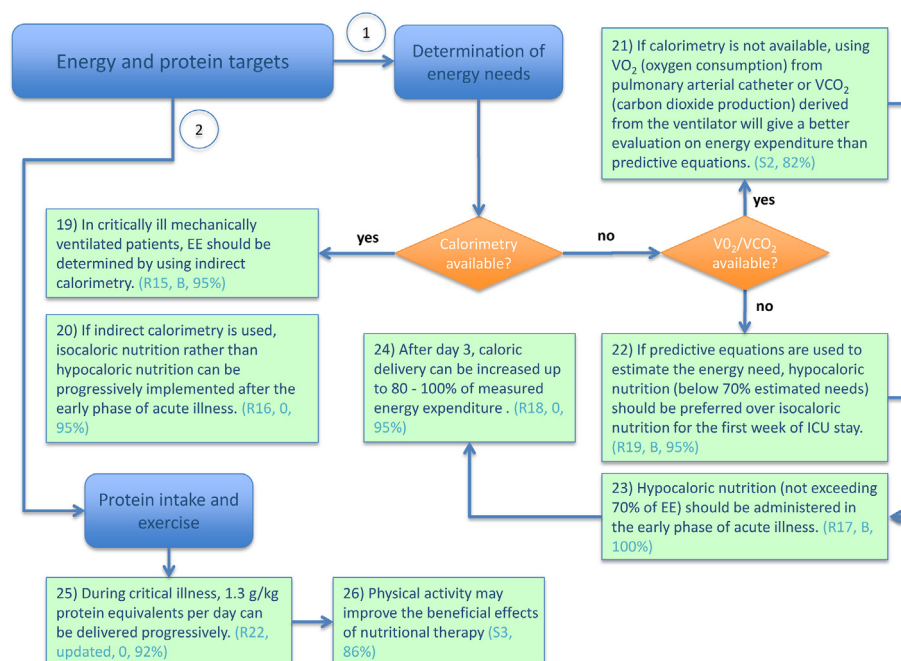 Energy and protein targets
1
Determination of
energy needs
2
21) If calorimetry is not available, using
VO₂ (oxygen consumption) from
pulmonary arterial catheter or VCO₂
(carbon dioxide production) derived
from the ventilator will give a better
evaluation on energy expenditure than
predictive equations. (S2, 82%)
yes
19) In critically ill mechanically
ventilated patients, EE should be
determined by using indirect
calorimetry. (R15, B, 95%)
yes
Calorimetry
available?
no
V0₂/VCO₂
available?
no
20) If indirect calorimetry is used,
isocaloric nutrition rather than
hypocaloric nutrition can be
progressively implemented after the
early phase of acute illness. (R16, 0,
95%)
24) After day 3, caloric
delivery can be increased up
to 80 - 100% of measured
energy expenditure . (R18, 0,
95%)
22) If predictive equations are used to
estimate the energy need, hypocaloric
nutrition (below 70% estimated needs)
should be preferred over isocaloric
nutrition for the first week of ICU stay.
(R19, B, 95%)
23) Hypocaloric nutrition (not exceeding
70% of EE) should be administered in
the early phase of acute illness. (R17, B,
100%)
Protein intake and
exercise
25) During critical illness, 1.3 g/kg
protein equivalents per day can
be delivered progressively. (R22,
updated, 0, 92%)
26) Physical activity may
improve the beneficial effects
of nutritional therapy (S3,
86%)